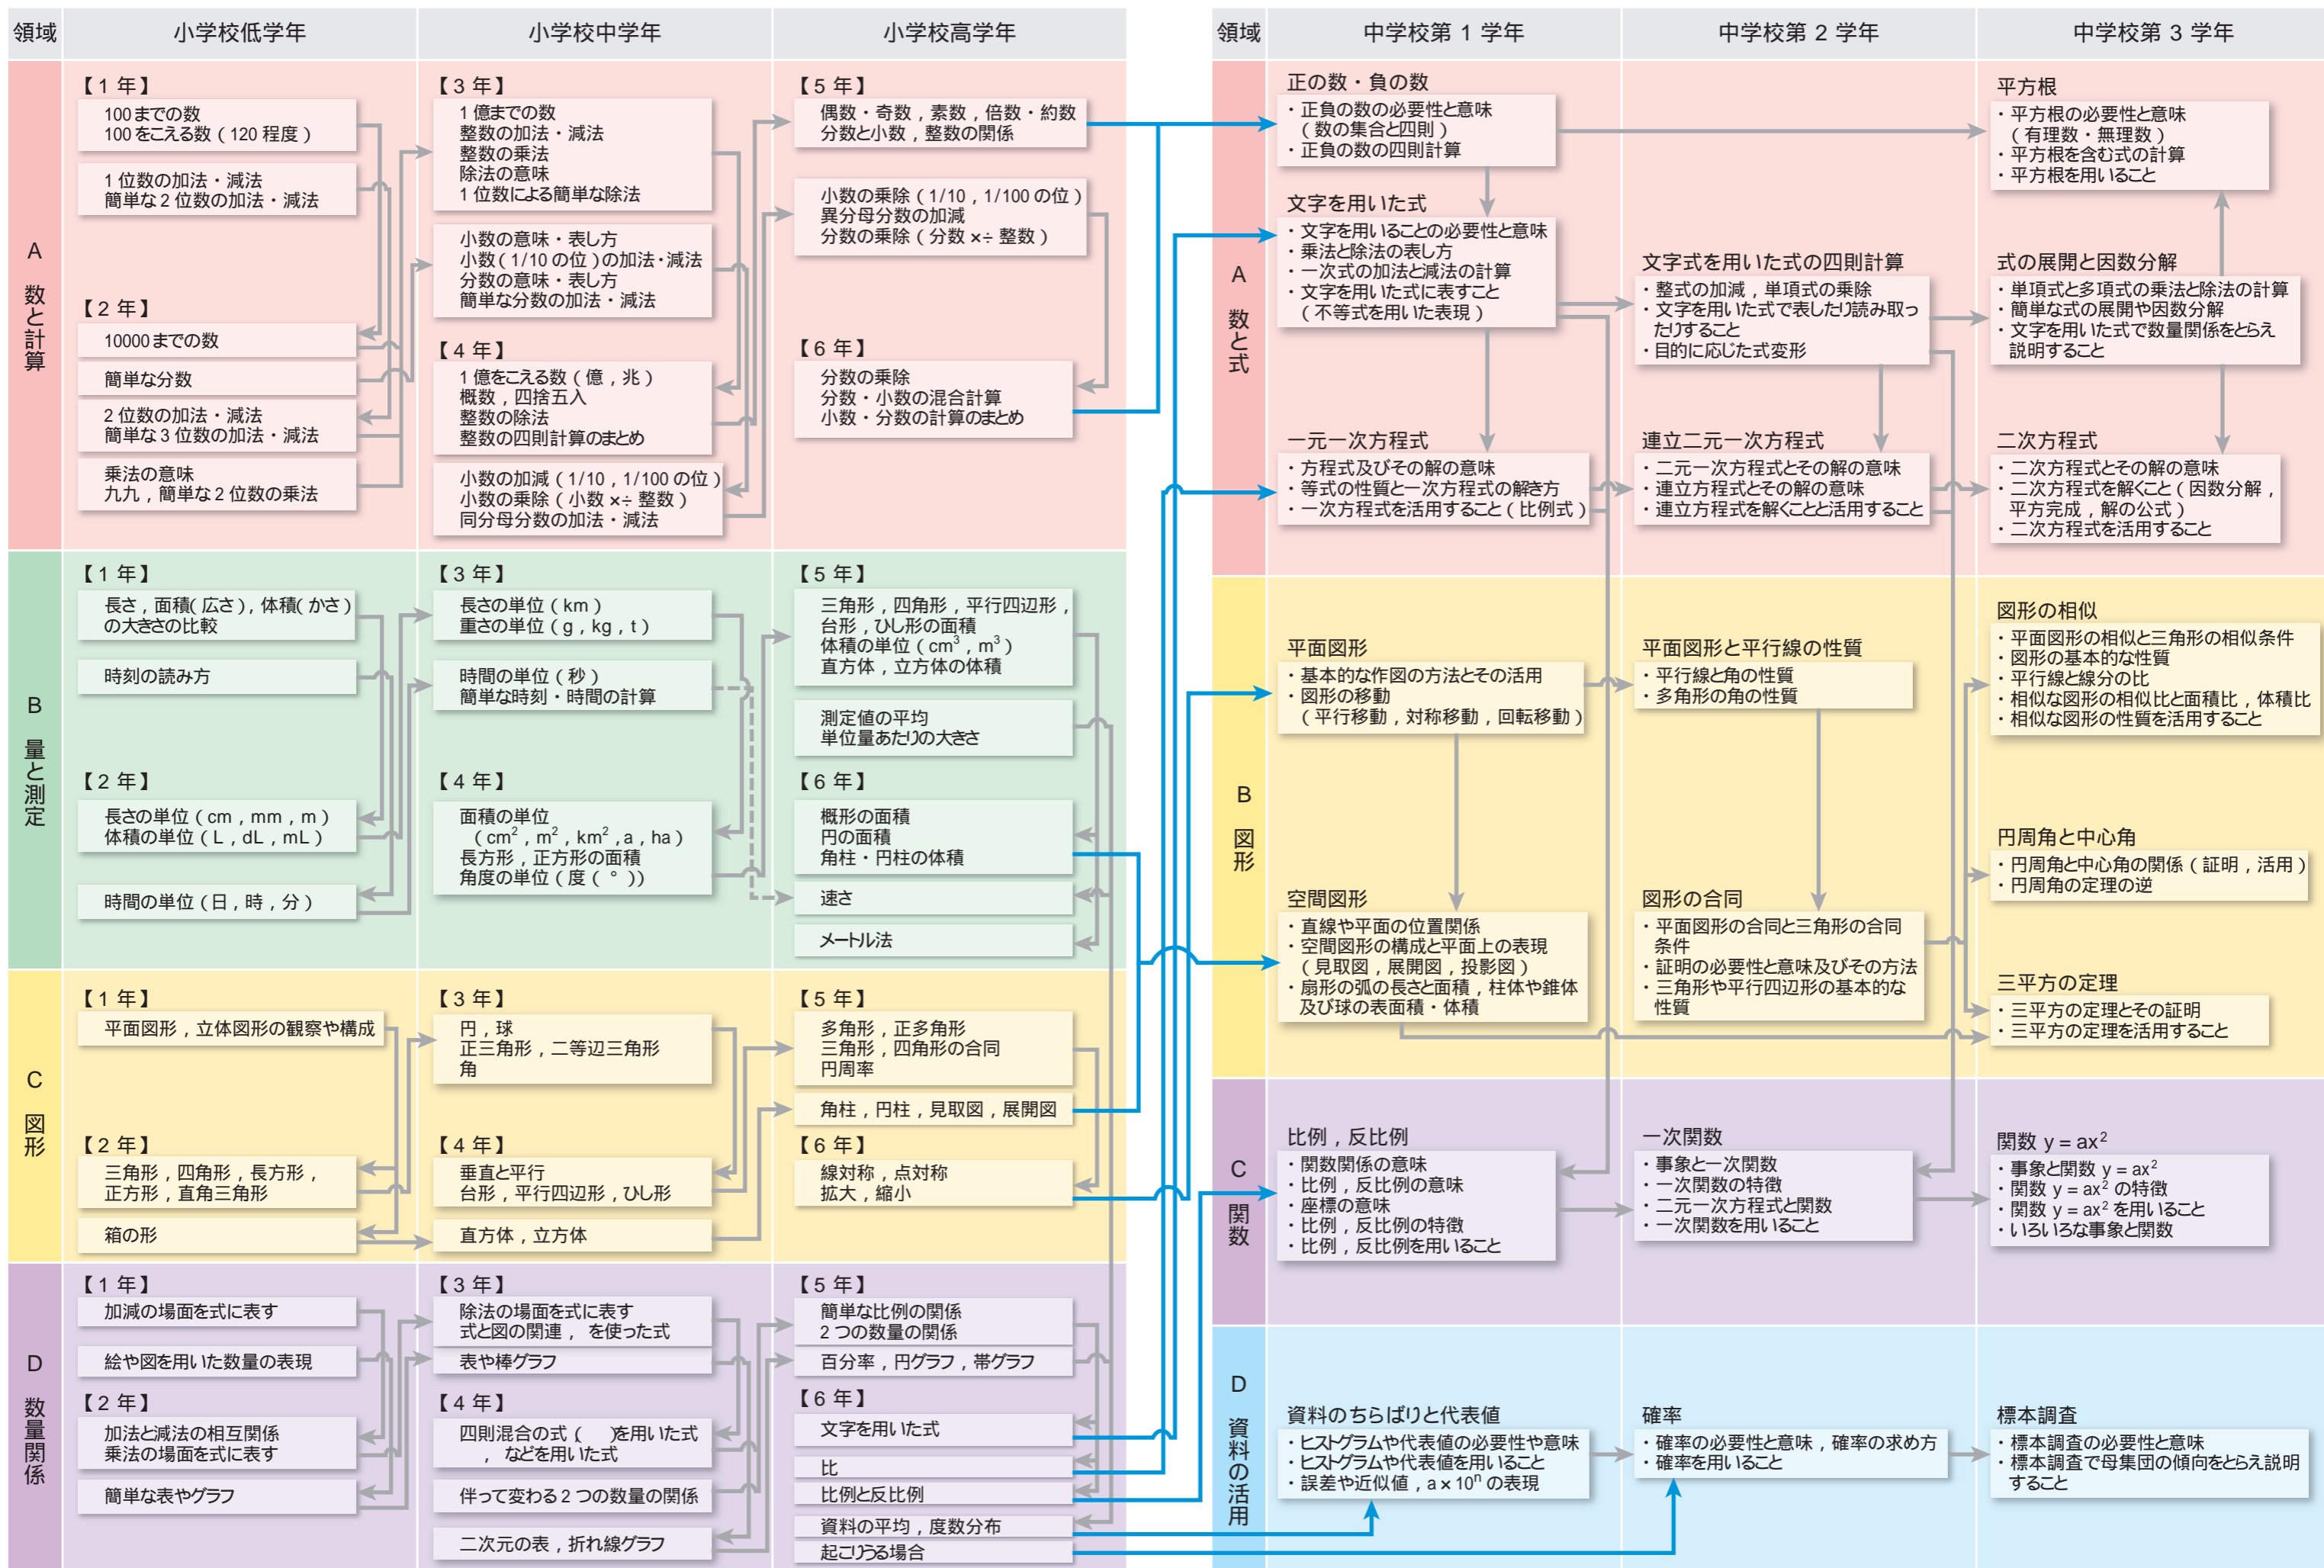 領域
小学校低学年
小学校中学年
小学校高学年
A 数と計算
【1 年】
100までの数
100をこえる数(120 程度)
1 位数の加法・減法
簡単な2 位数の加法・減法
【2 年】
10000までの数
簡単な分数
2 位数の加法・減法
簡単な3 位数の加法・減法
乗法の意味
九九,簡単な2 位数の乗法
【3 年】
1 億までの数
整数の加法・減法
整数の乗法
除法の意味
1 位数による簡単な除法
小数の意味・表し方
小数(1/10 の位)の加法・減法
分数の意味・表し方
簡単な分数の加法・減法
【4 年】
1 億をこえる数(億,兆)
概数,四捨五入
整数の除法
整数の四則計算のまとめ
小数の加減(1/10 , 1/100 の位)
小数の乗除(小数 ×÷ 整数)
同分母分数の加法・減法
【5 年】
偶数・奇数,素数,倍数・約数
分数と小数,整数の関係
小数の乗除(1/10 , 1/100 の位)
異分母分数の加減
分数の乗除(分数 ×÷ 整数)
【6 年】
分数の乗除
分数・小数の混合計算
小数・分数の計算のまとめ
B 量と測定
【1 年】
長さ,面積(広さ),体積(かさ)
の大きさの比較
時刻の読み方
【2 年】
長さの単位(cm , mm , m)
体積の単位(L , dL , mL)
時間の単位(日,時,分)
【3 年】
長さの単位(km)
重さの単位(g , kg , t)
時間の単位(秒)
簡単な時刻・時間の計算
【4 年】
面積の単位
(cm² , m² , km² , a , ha)
長方形,正方形の面積
角度の単位(度(°))
【5 年】
三角形,四角形,平行四辺形,
台形,ひし形の面積
体積の単位(cm³ , m³)
直方体,立方体の体積
測定値の平均
単位量あたりの大きさ
【6 年】
概形の面積
円の面積
角柱・円柱の体積
速さ
メートル法
C 図形
【1 年】
平面図形,立体図形の観察や構成
【2 年】
三角形,四角形,長方形,
正方形,直角三角形
箱の形
【3 年】
円,球
正三角形,二等辺三角形
角
【4 年】
垂直と平行
台形,平行四辺形,ひし形
直方体,立方体
【5 年】
多角形,正多角形
三角形,四角形の合同
円周率
角柱,円柱,見取図,展開図
【6 年】
線対称,点対称
拡大,縮小
D 数量関係
【1 年】
加減の場面を式に表す
絵や図を用いた数量の表現
【2 年】
加法と減法の相互関係
乗法の場面を式に表す
簡単な表やグラフ
【3 年】
除法の場面を式に表す
式と図の関連, を使った式
表や棒グラフ
【4 年】
四則混合の式( )を用いた式
, などを用いた式
伴って変わる 2 つの数量の関係
二次元の表,折れ線グラフ
【5 年】
簡単な比例の関係
2 つの数量の関係
百分率,円グラフ,帯グラフ
【6 年】
文字を用いた式
比
比例と反比例
資料の平均,度数分布
起こりうる場合
領域
中学校第 1 学年
中学校第 2 学年
中学校第 3 学年
A 数と式
正の数・負の数
・正負の数の必要性と意味
(数の集合と四則)
・正負の数の四則計算
文字を用いた式
・文字を用いることの必要性と意味
・乗法と除法の表し方
・一次式の加法と減法の計算
・文字を用いた式に表すこと
(不等式を用いた表現)
一元一次方程式
・方程式及びその解の意味
・等式の性質と一次方程式の解き方
・一次方程式を活用すること(比例式)
文字式を用いた式の四則計算
・整式の加減,単項式の乗除
・文字を用いた式で表したり読み取っ
たりすること
・目的に応じた式変形
連立二元一次方程式
・二元一次方程式とその解の意味
・連立方程式とその解の意味
・連立方程式を解くことと活用すること
平方根
・平方根の必要性と意味
(有理数・無理数)
・平方根を含む式の計算
・平方根を用いること
式の展開と因数分解
・単項式と多項式の乗法と除法の計算
・簡単な式の展開や因数分解
・文字を用いた式で数量関係をとらえ
説明すること
二次方程式
・二次方程式とその解の意味
・二次方程式を解くこと(因数分解,
平方完成,解の公式)
・二次方程式を活用すること
B 図形
平面図形
・基本的な作図の方法とその活用
・図形の移動
(平行移動,対称移動,回転移動)
空間図形
・直線や平面の位置関係
・空間図形の構成と平面上の表現
(見取図,展開図,投影図)
・扇形の弧の長さと面積,柱体や錐体
及び球の表面積・体積
平面図形と平行線の性質
・平行線と角の性質
・多角形の角の性質
図形の合同
・平面図形の合同と三角形の合同
条件
・証明の必要性と意味及びその方法
・三角形や平行四辺形の基本的な
性質
図形の相似
・平面図形の相似と三角形の相似条件
・図形の基本的な性質
・平行線と線分の比
・相似な図形の相似比と面積比,体積比
・相似な図形の性質を活用すること
円周角と中心角
・円周角と中心角の関係(証明,活用)
・円周角の定理の逆
三平方の定理
・三平方の定理とその証明
・三平方の定理を活用すること
C 関数
比例,反比例
・関数関係の意味
・比例,反比例の意味
・座標の意味
・比例,反比例の特徴
・比例,反比例を用いること
一次関数
・事象と一次関数
・一次関数の特徴
・二元一次方程式と関数
・一次関数を用いること
関数 y = ax²
・事象と関数 y = ax²
・関数 y = ax² の特徴
・関数 y = ax² を用いること
・いろいろな事象と関数
D 資料の活用
資料のちらばりと代表値
・ヒストグラムや代表値の必要性や意味
・ヒストグラムや代表値を用いること
・誤差や近似値,a × 10ⁿ の表現
確率
・確率の必要性と意味,確率の求め方
・確率を用いること
標本調査
・標本調査の必要性と意味
・標本調査で母集団の傾向をとらえ説明
すること